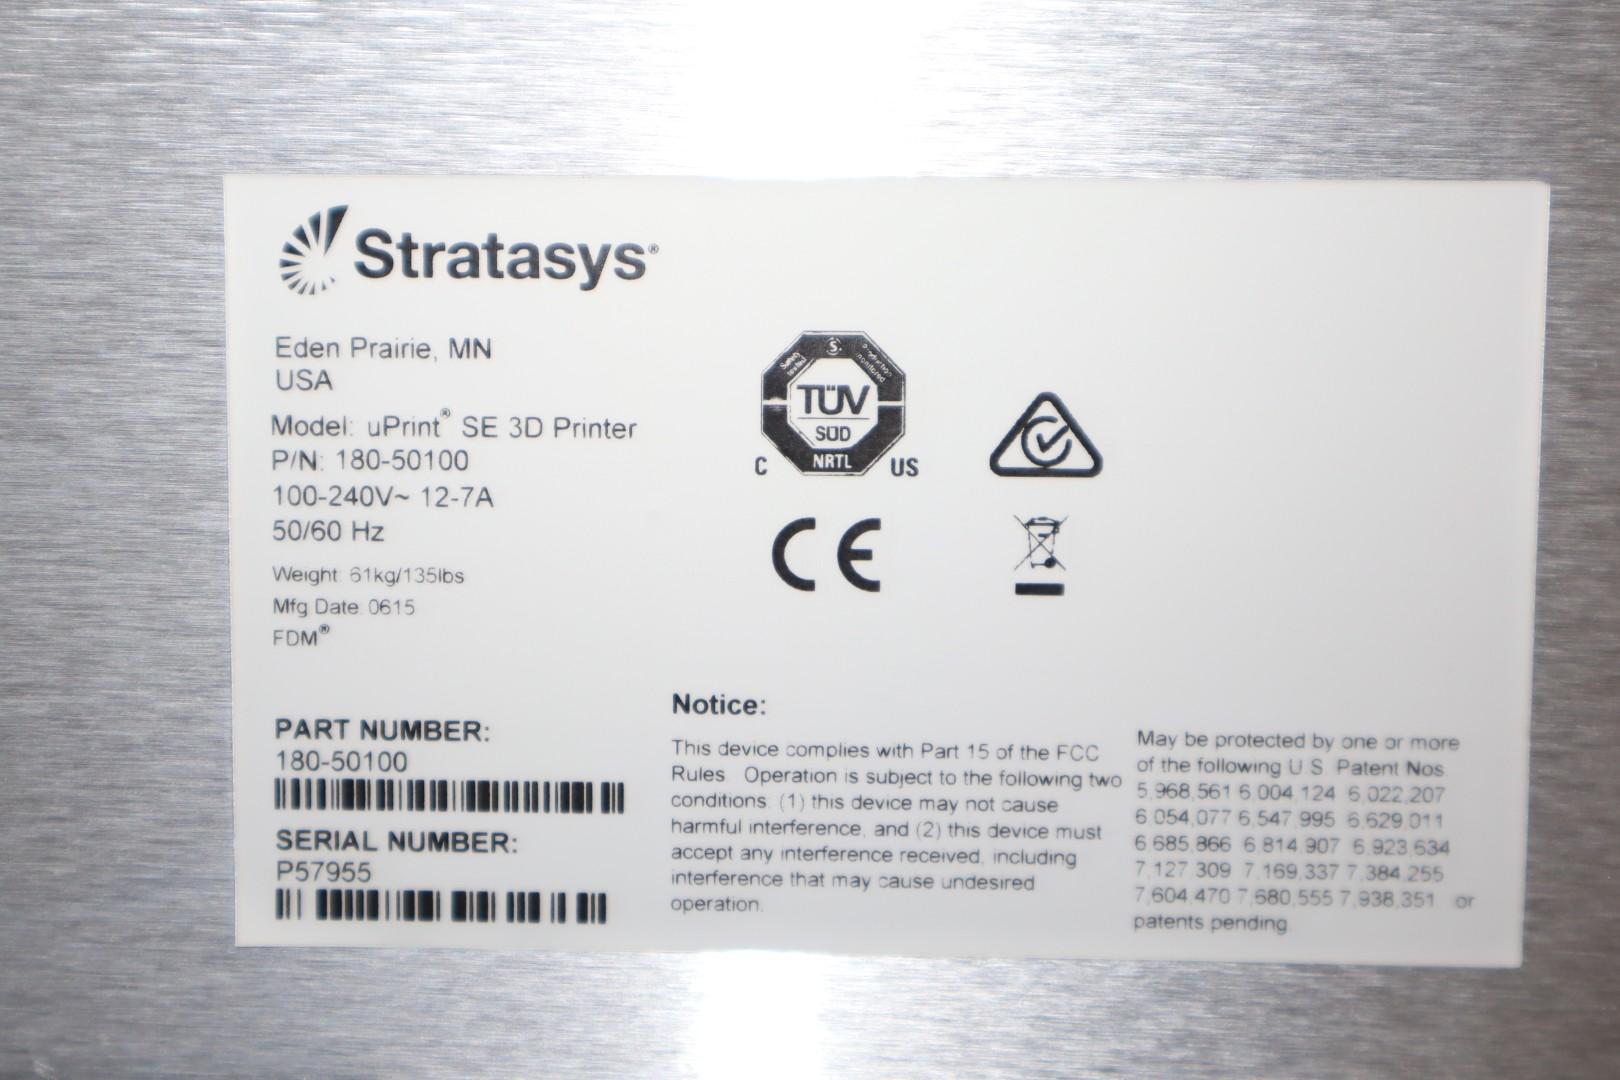 Stratasys®
Eden Prairie, MN
USA
Model: uPrint® SE 3D Printer
P/N: 180-50100
100-240V~ 12-7A
50/60 Hz
Weight: 61kg/135lbs
Mfg Date: 0615
FDM®
Safety tested
S
Production monitored
TÜV
SÜD
NRTL
C
US
CE
PART NUMBER:
180-50100
SERIAL NUMBER:
P57955
Notice:
This device complies with Part 15 of the FCC
Rules. Operation is subject to the following two
conditions: (1) this device may not cause
harmful interference, and (2) this device must
accept any interference received, including
interference that may cause undesired
operation.
May be protected by one or more
of the following U.S. Patent Nos.
5,968,561 6,004,124 6,022,207
6,054,077 6,547,995 6,629,011
6,685,866 6,814,907 6,923,634
7,127,309 7,169,337 7,384,255
7,604,470 7,680,555 7,938,351 or
patents pending.